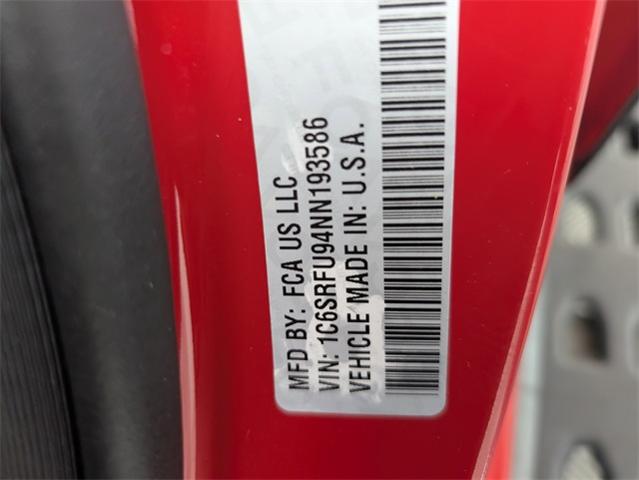 MFD BY: FCA US LLC
VIN: 1C6SRFU94NN193586
VEHICLE MADE IN: U.S.A.